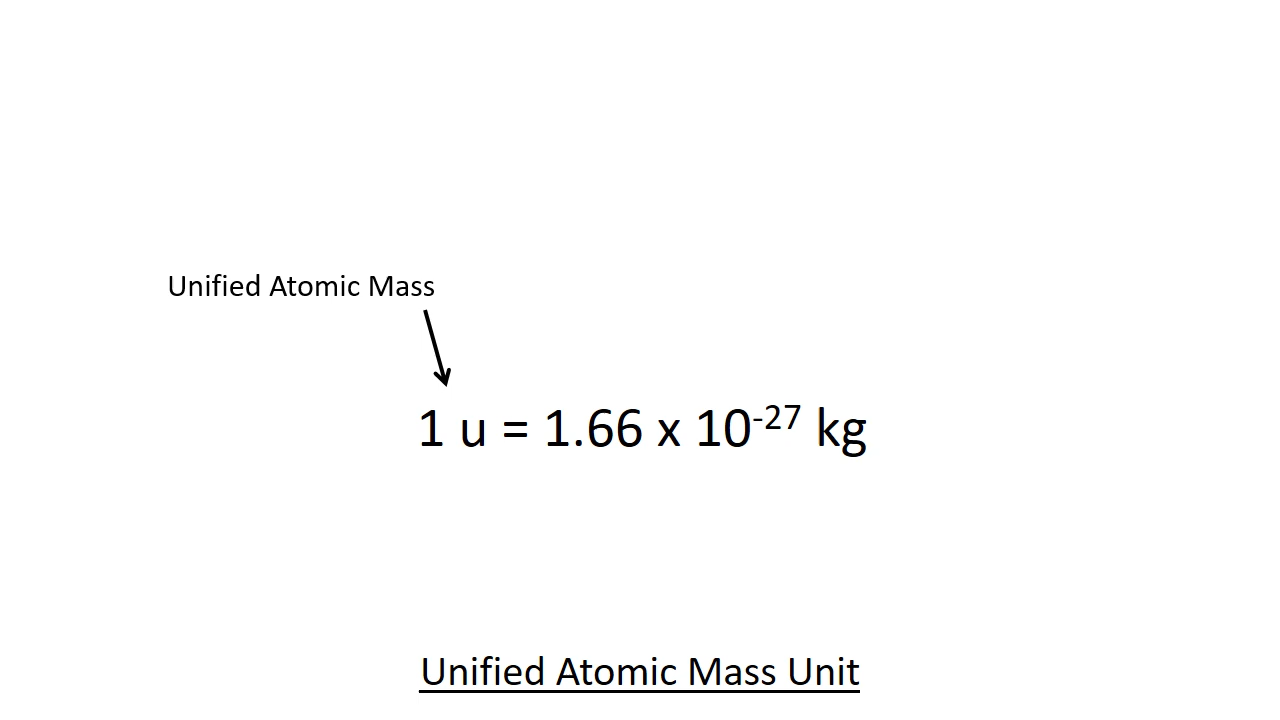 Unified Atomic Mass
1 u = 1.66 x 10⁻²⁷ kg
Unified Atomic Mass Unit